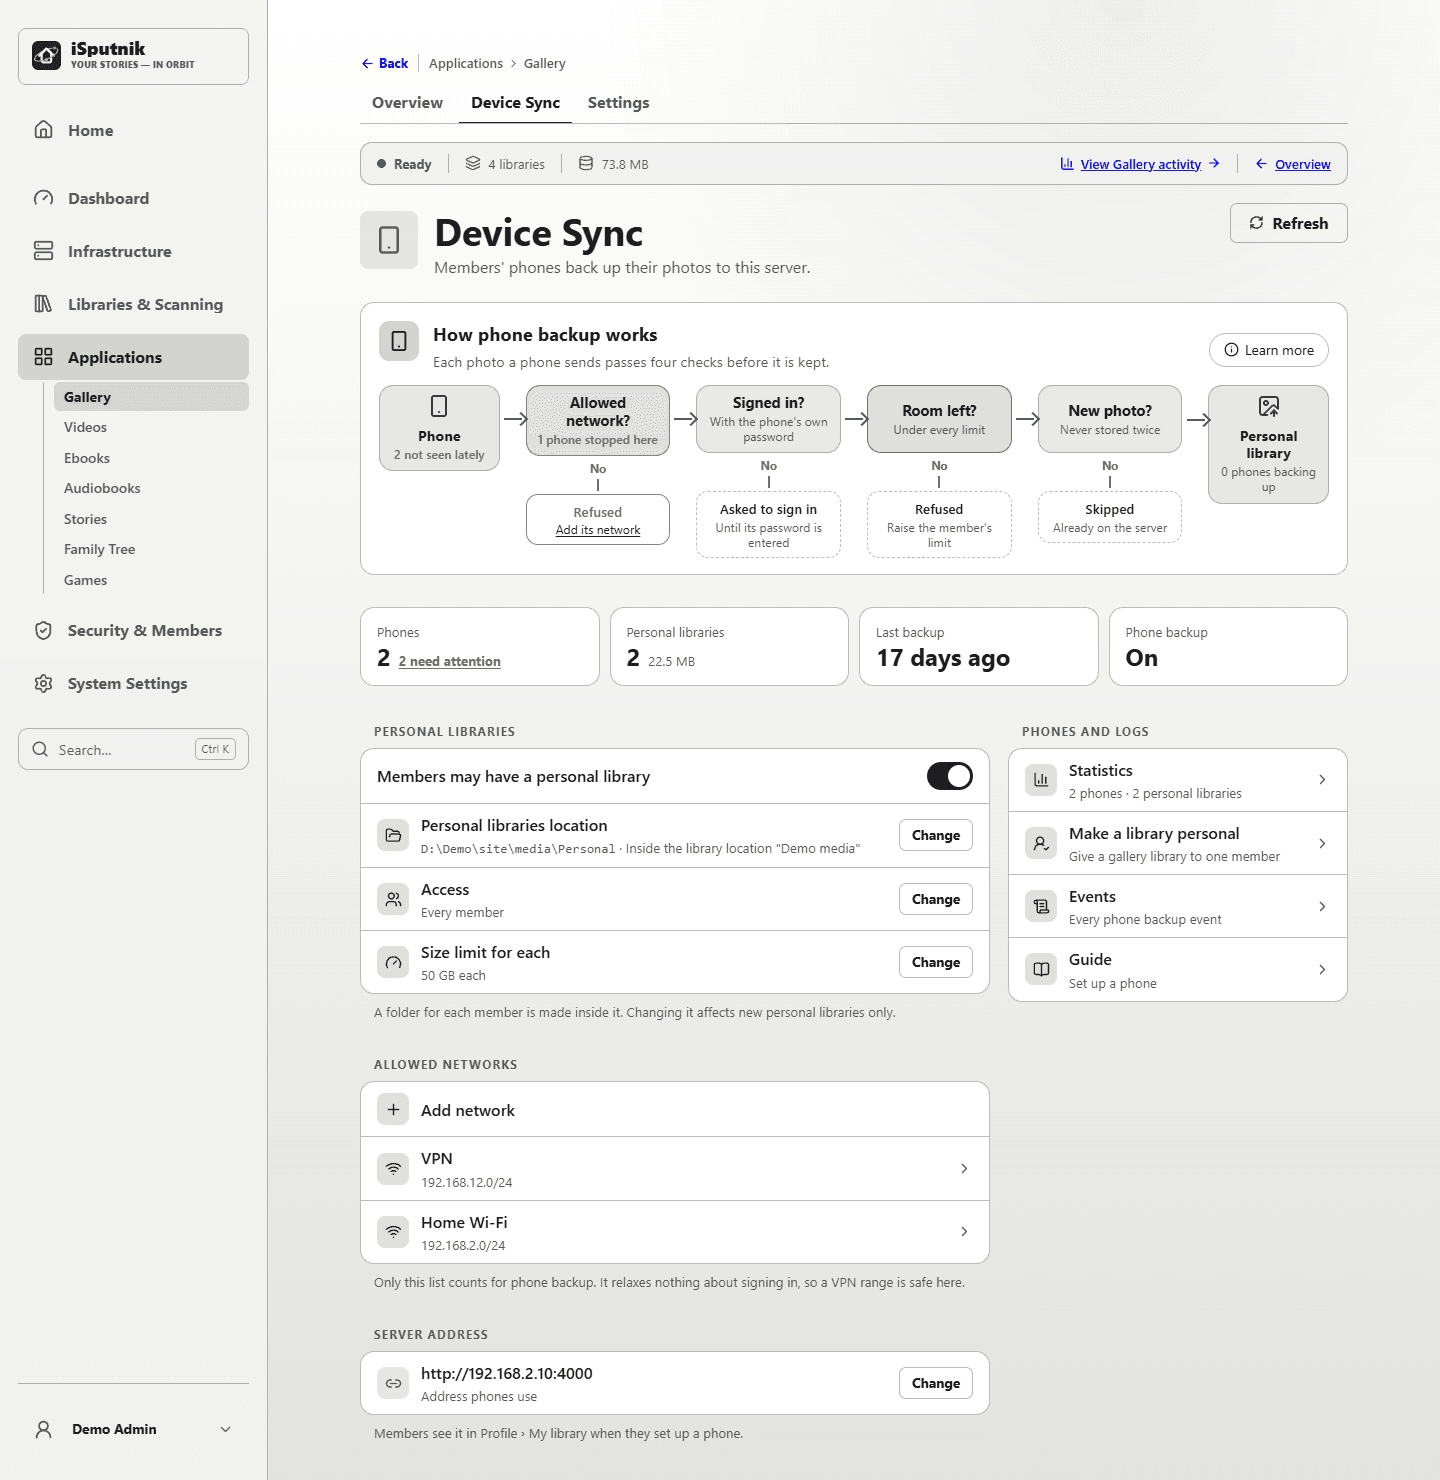 iSputnik
YOUR STORIES — IN ORBIT
Home
Dashboard
Infrastructure
Libraries & Scanning
Applications
Gallery
Videos
Ebooks
Audiobooks
Stories
Family Tree
Games
Security & Members
System Settings
Search... Ctrl K
Demo Admin
Back Applications › Gallery
Overview Device Sync Settings
Ready 4 libraries 73.8 MB View Gallery activity Overview
Device Sync
Members' phones back up their photos to this server.
Refresh
How phone backup works
Each photo a phone sends passes four checks before it is kept.
Learn more
Phone
2 not seen lately
Allowed
network?
1 phone stopped here
No
Refused
Add its network
Signed in?
With the phone's own
password
No
Asked to sign in
Until its password is
entered
Room left?
Under every limit
No
Refused
Raise the member's
limit
New photo?
Never stored twice
No
Skipped
Already on the server
Personal
library
0 phones backing
up
Phones
2 2 need attention
Personal libraries
2 22.5 MB
Last backup
17 days ago
Phone backup
On
PERSONAL LIBRARIES
Members may have a personal library
Personal libraries location
D:\Demo\site\media\Personal · Inside the library location "Demo media"
Change
Access
Every member
Change
Size limit for each
50 GB each
Change
A folder for each member is made inside it. Changing it affects new personal libraries only.
PHONES AND LOGS
Statistics
2 phones · 2 personal libraries
Make a library personal
Give a gallery library to one member
Events
Every phone backup event
Guide
Set up a phone
ALLOWED NETWORKS
Add network
VPN
192.168.12.0/24
Home Wi-Fi
192.168.2.0/24
Only this list counts for phone backup. It relaxes nothing about signing in, so a VPN range is safe here.
SERVER ADDRESS
http://192.168.2.10:4000
Address phones use
Change
Members see it in Profile › My library when they set up a phone.